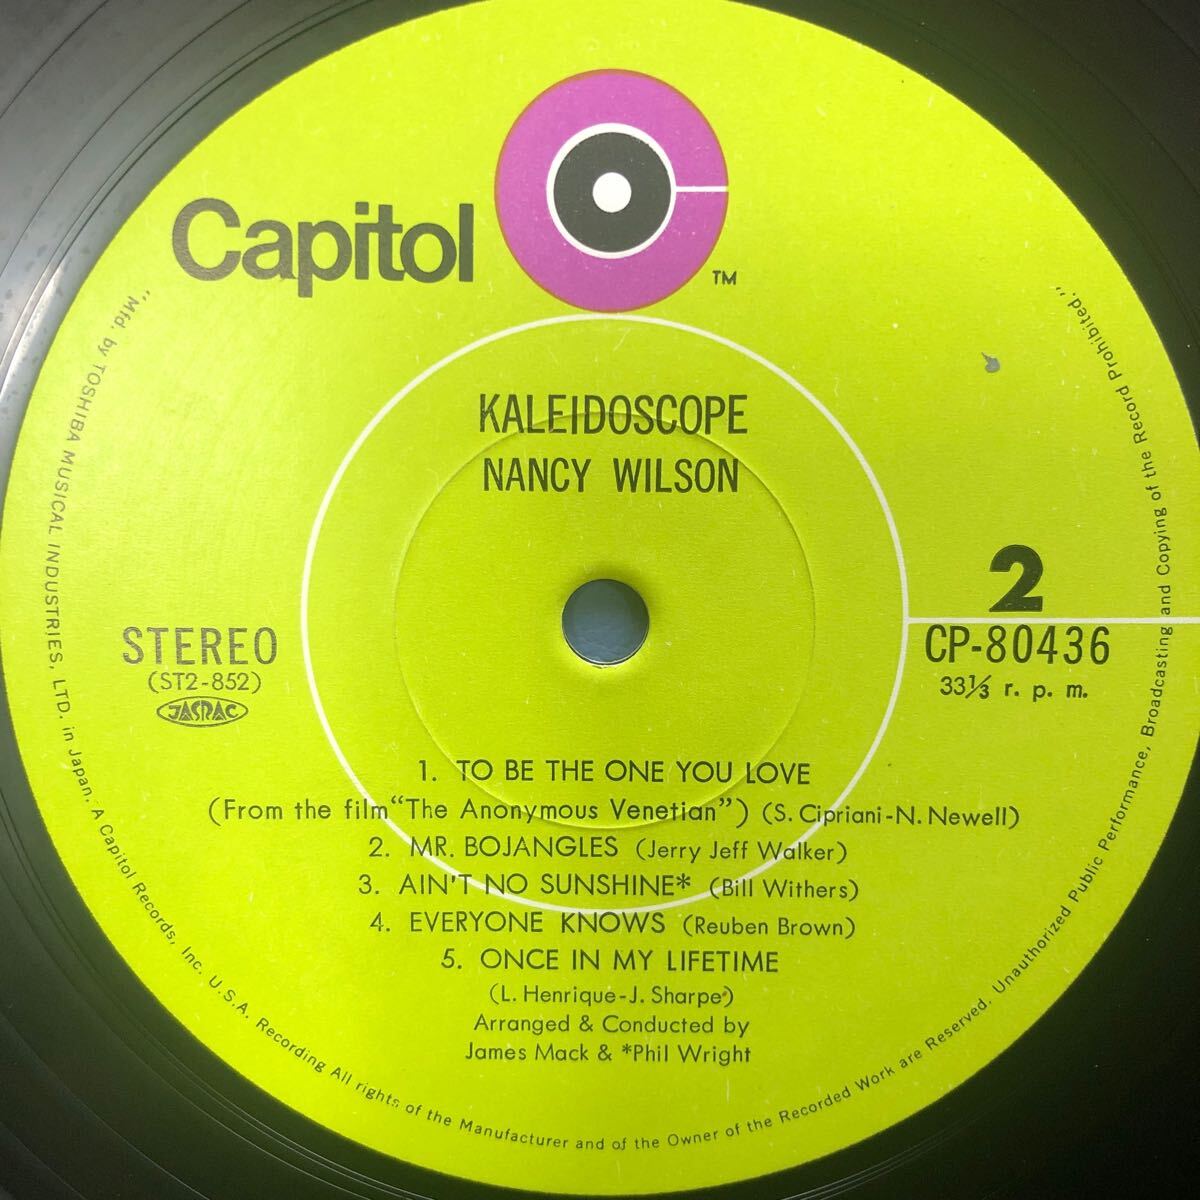 Capitol
TM
KALEIDOSCOPE
NANCY WILSON
STEREO
(ST2-852)
JASRAC
2
CP-80436
33⅓ r. p. m.
1. TO BE THE ONE YOU LOVE
(From the film "The Anonymous Venetian") (S. Cipriani-N. Newell)
2. MR. BOJANGLES (Jerry Jeff Walker)
3. AIN'T NO SUNSHINE* (Bill Withers)
4. EVERYONE KNOWS (Reuben Brown)
5. ONCE IN MY LIFETIME
(L. Henrique-J. Sharpe)
Arranged & Conducted by
James Mack & *Phil Wright
"Mfd. by TOSHIBA MUSICAL INDUSTRIES, LTD. in Japan, A Capitol Records, Inc. U.S.A. Recording All rights of the Manufacturer and of the Owner of the Recorded Work are Reserved. Unauthorized Public Performance, Broadcasting and Copying of the Record Prohibited."